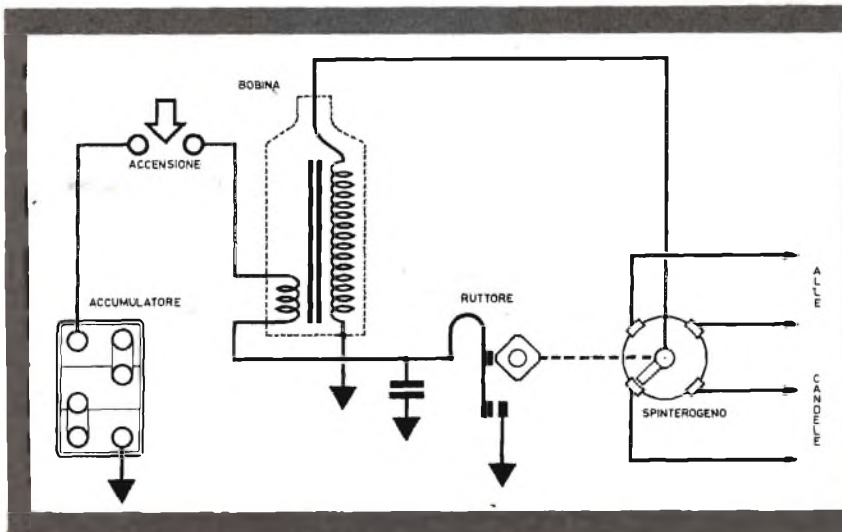 BOBINA
ACCENSIONE
ACCUMULATORE
RUTTORE
SPINTEROGENO
ALLE
CANDELE